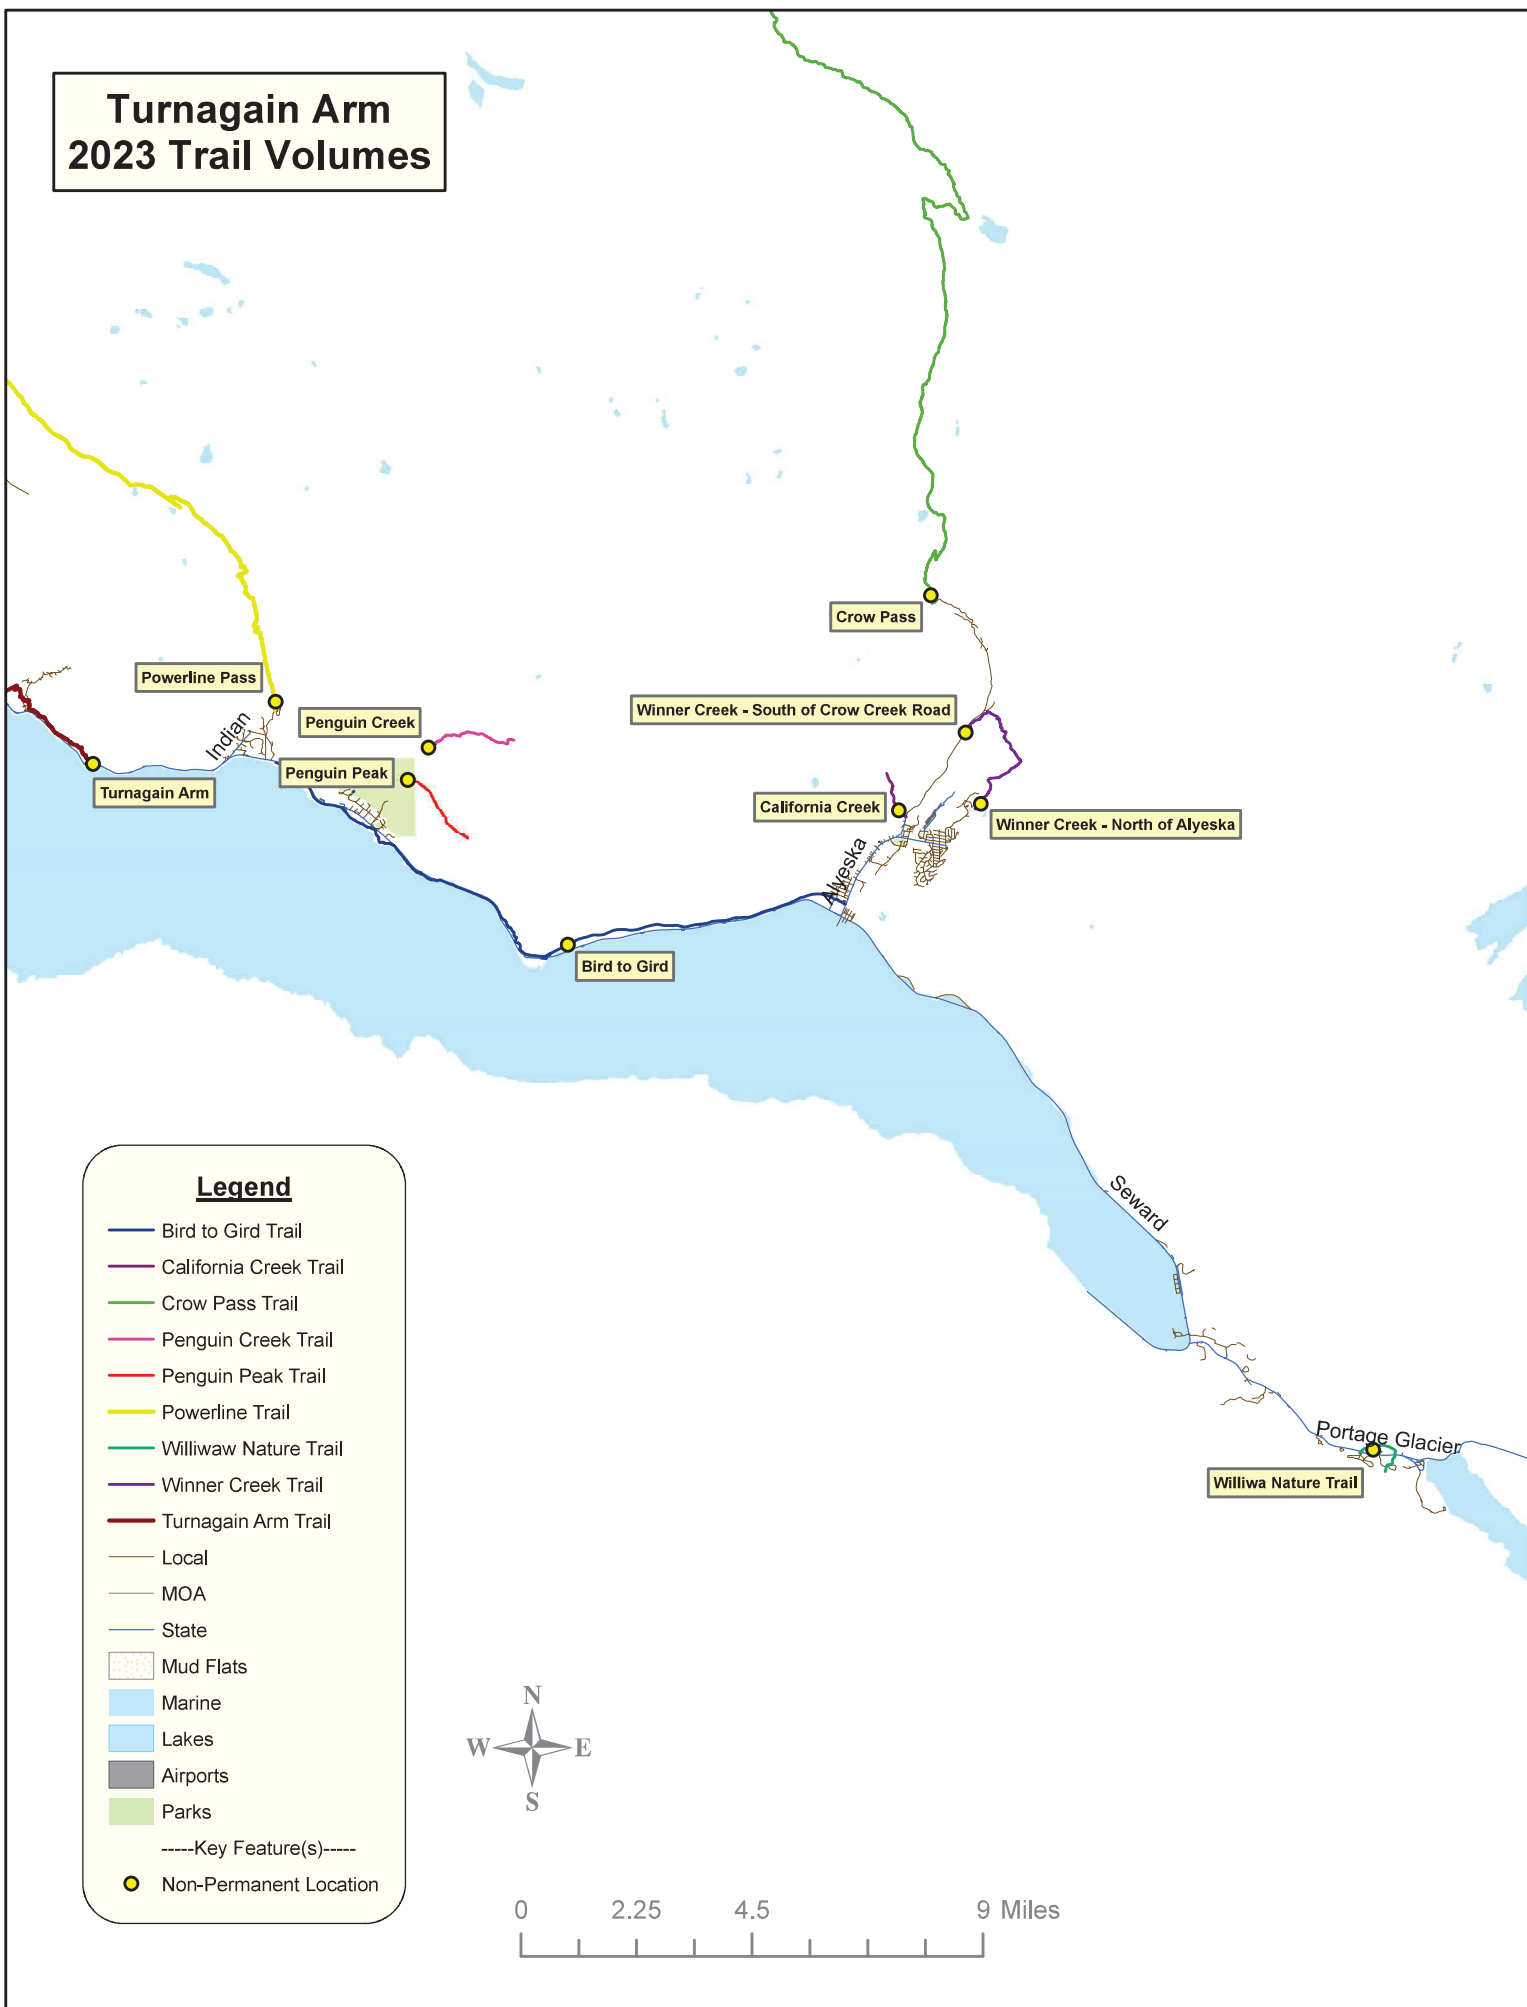 Turnagain Arm
2023 Trail Volumes
Crow Pass
Powerline Pass
Penguin Creek
Winner Creek - South of Crow Creek Road
Indian
Penguin Peak
Turnagain Arm
California Creek
Winner Creek - North of Alyeska
Alyeska
Bird to Gird
Seward
Portage Glacier
Williwa Nature Trail
Legend
Bird to Gird Trail
California Creek Trail
Crow Pass Trail
Penguin Creek Trail
Penguin Peak Trail
Powerline Trail
Williwaw Nature Trail
Winner Creek Trail
Turnagain Arm Trail
Local
MOA
State
Mud Flats
Marine
Lakes
Airports
Parks
-----Key Feature(s)-----
Non-Permanent Location
N
W E
S
0 2.25 4.5 9 Miles